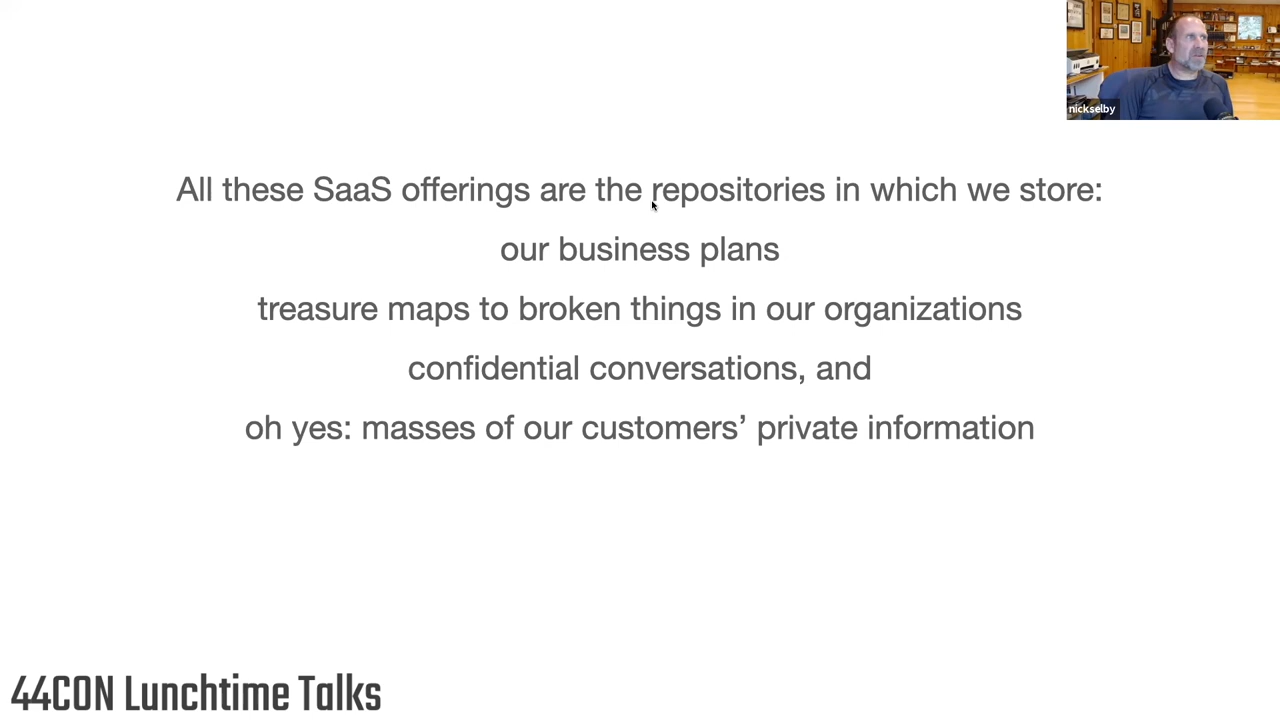 nickselby
All these SaaS offerings are the repositories in which we store:
our business plans
treasure maps to broken things in our organizations
confidential conversations, and
oh yes: masses of our customers’ private information
44CON Lunchtime Talks